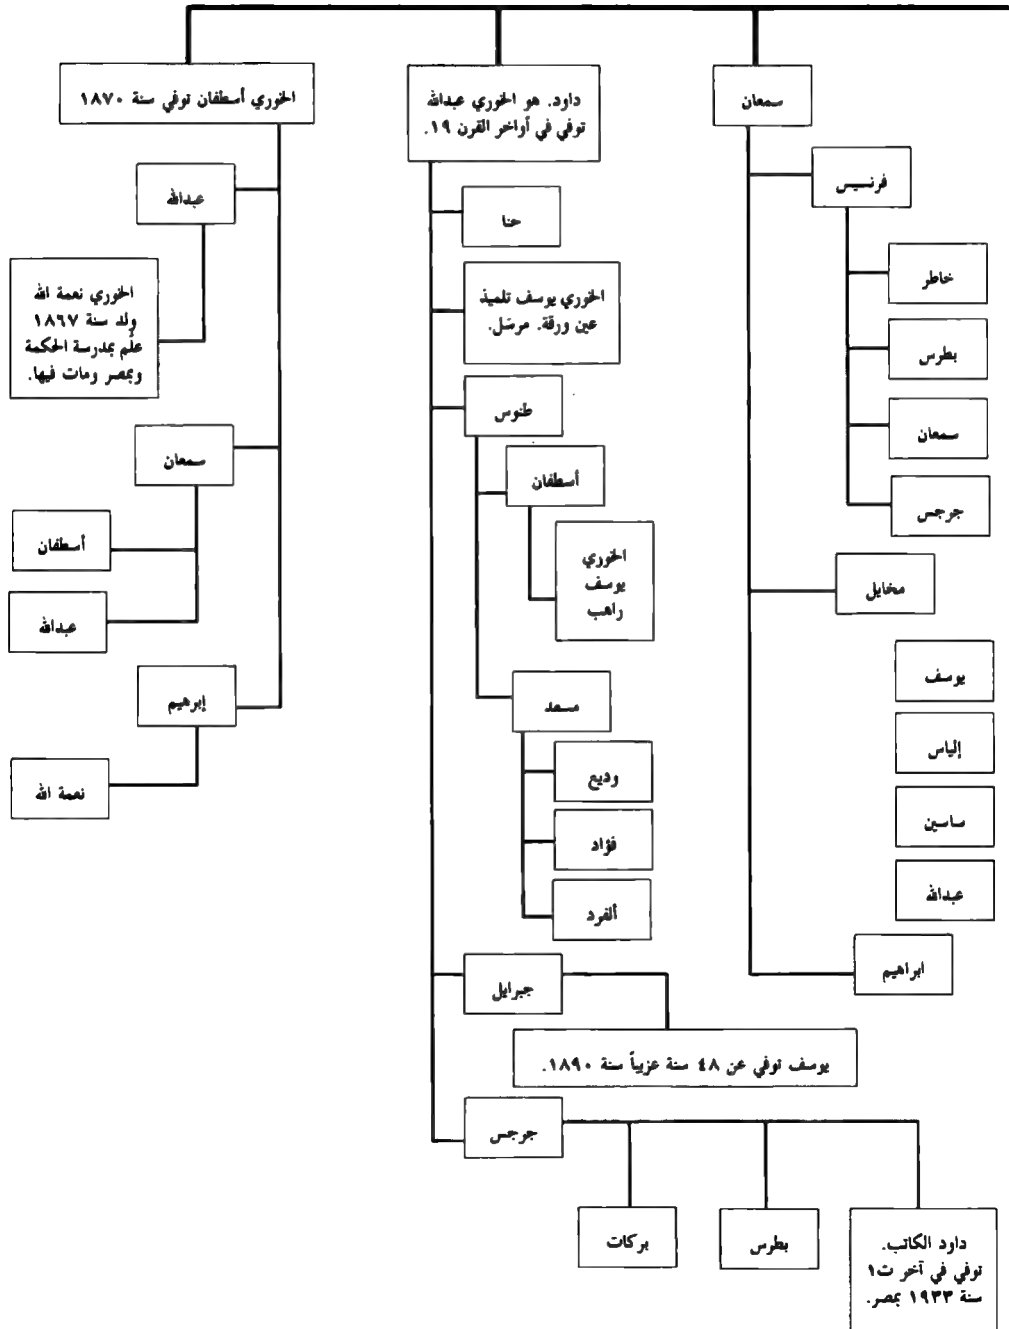 سمعان
فرنسيس
خاطر
بطرس
سمعان
جرجس
مخايل
يوسف
إلياس
ساسين
عبدالله
ابراهيم
داود. هو الخوري عبدالله
توفي في أواخر القرن ١٩.
حنا
الخوري يوسف تلميذ
عين ورقة. مرسَل.
طنوس
أسطفان
الخوري
يوسف
راهب
مسعد
وديع
فؤاد
ألفرد
جبرايل
يوسف توفي عن ٤٨ سنة عزيباً سنة ١٨٩٠.
جرجس
داود الكاتب.
توفي في آخر ت١
سنة ١٩٣٣ بمصر.
بطرس
بركات
الخوري أسطفان توفي سنة ١٨٧٠
عبدالله
الخوري نعمة الله
ولد سنة ١٨٦٧
علَّم بمدرسة الحكمة
وبمصر ومات فيها.
سمعان
أسطفان
عبدالله
إبرهيم
نعمة الله